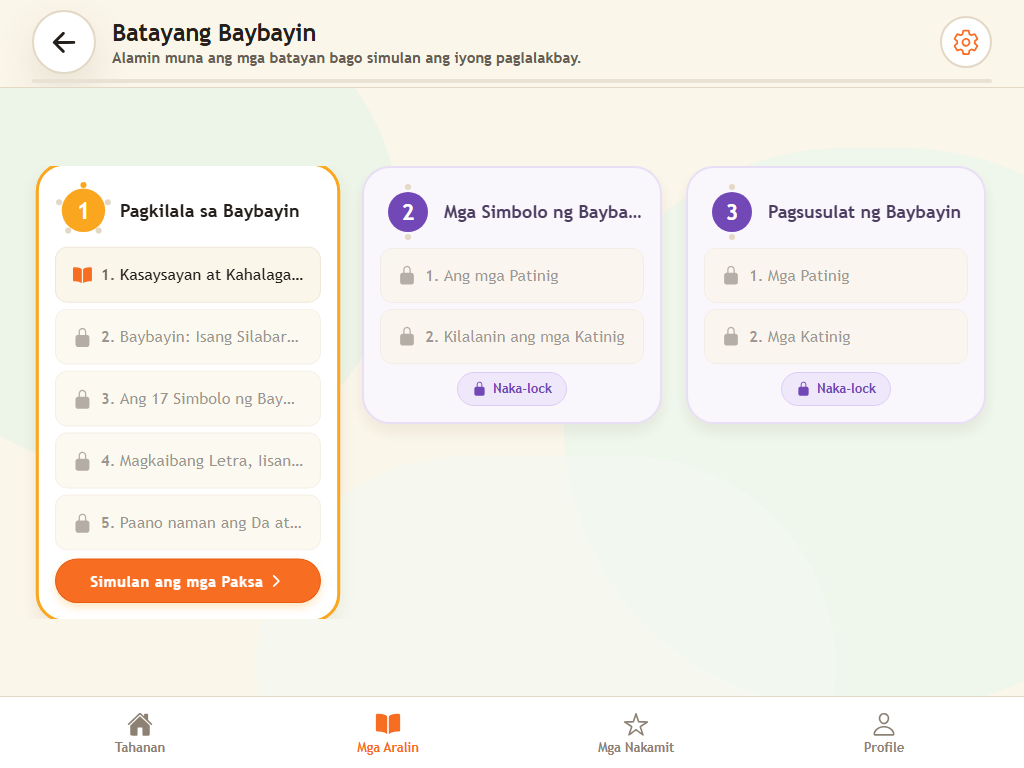 Batayang Baybayin
Alamin muna ang mga batayan bago simulan ang iyong paglalakbay.
1
Pagkilala sa Baybayin
1. Kasaysayan at Kahalaga...
2. Baybayin: Isang Silabar...
3. Ang 17 Simbolo ng Bay...
4. Magkaibang Letra, Iisan...
5. Paano naman ang Da at...
Simulan ang mga Paksa
2
Mga Simbolo ng Bayba...
1. Ang mga Patinig
2. Kilalanin ang mga Katinig
Naka-lock
3
Pagsusulat ng Baybayin
1. Mga Patinig
2. Mga Katinig
Naka-lock
Tahanan
Mga Aralin
Mga Nakamit
Profile